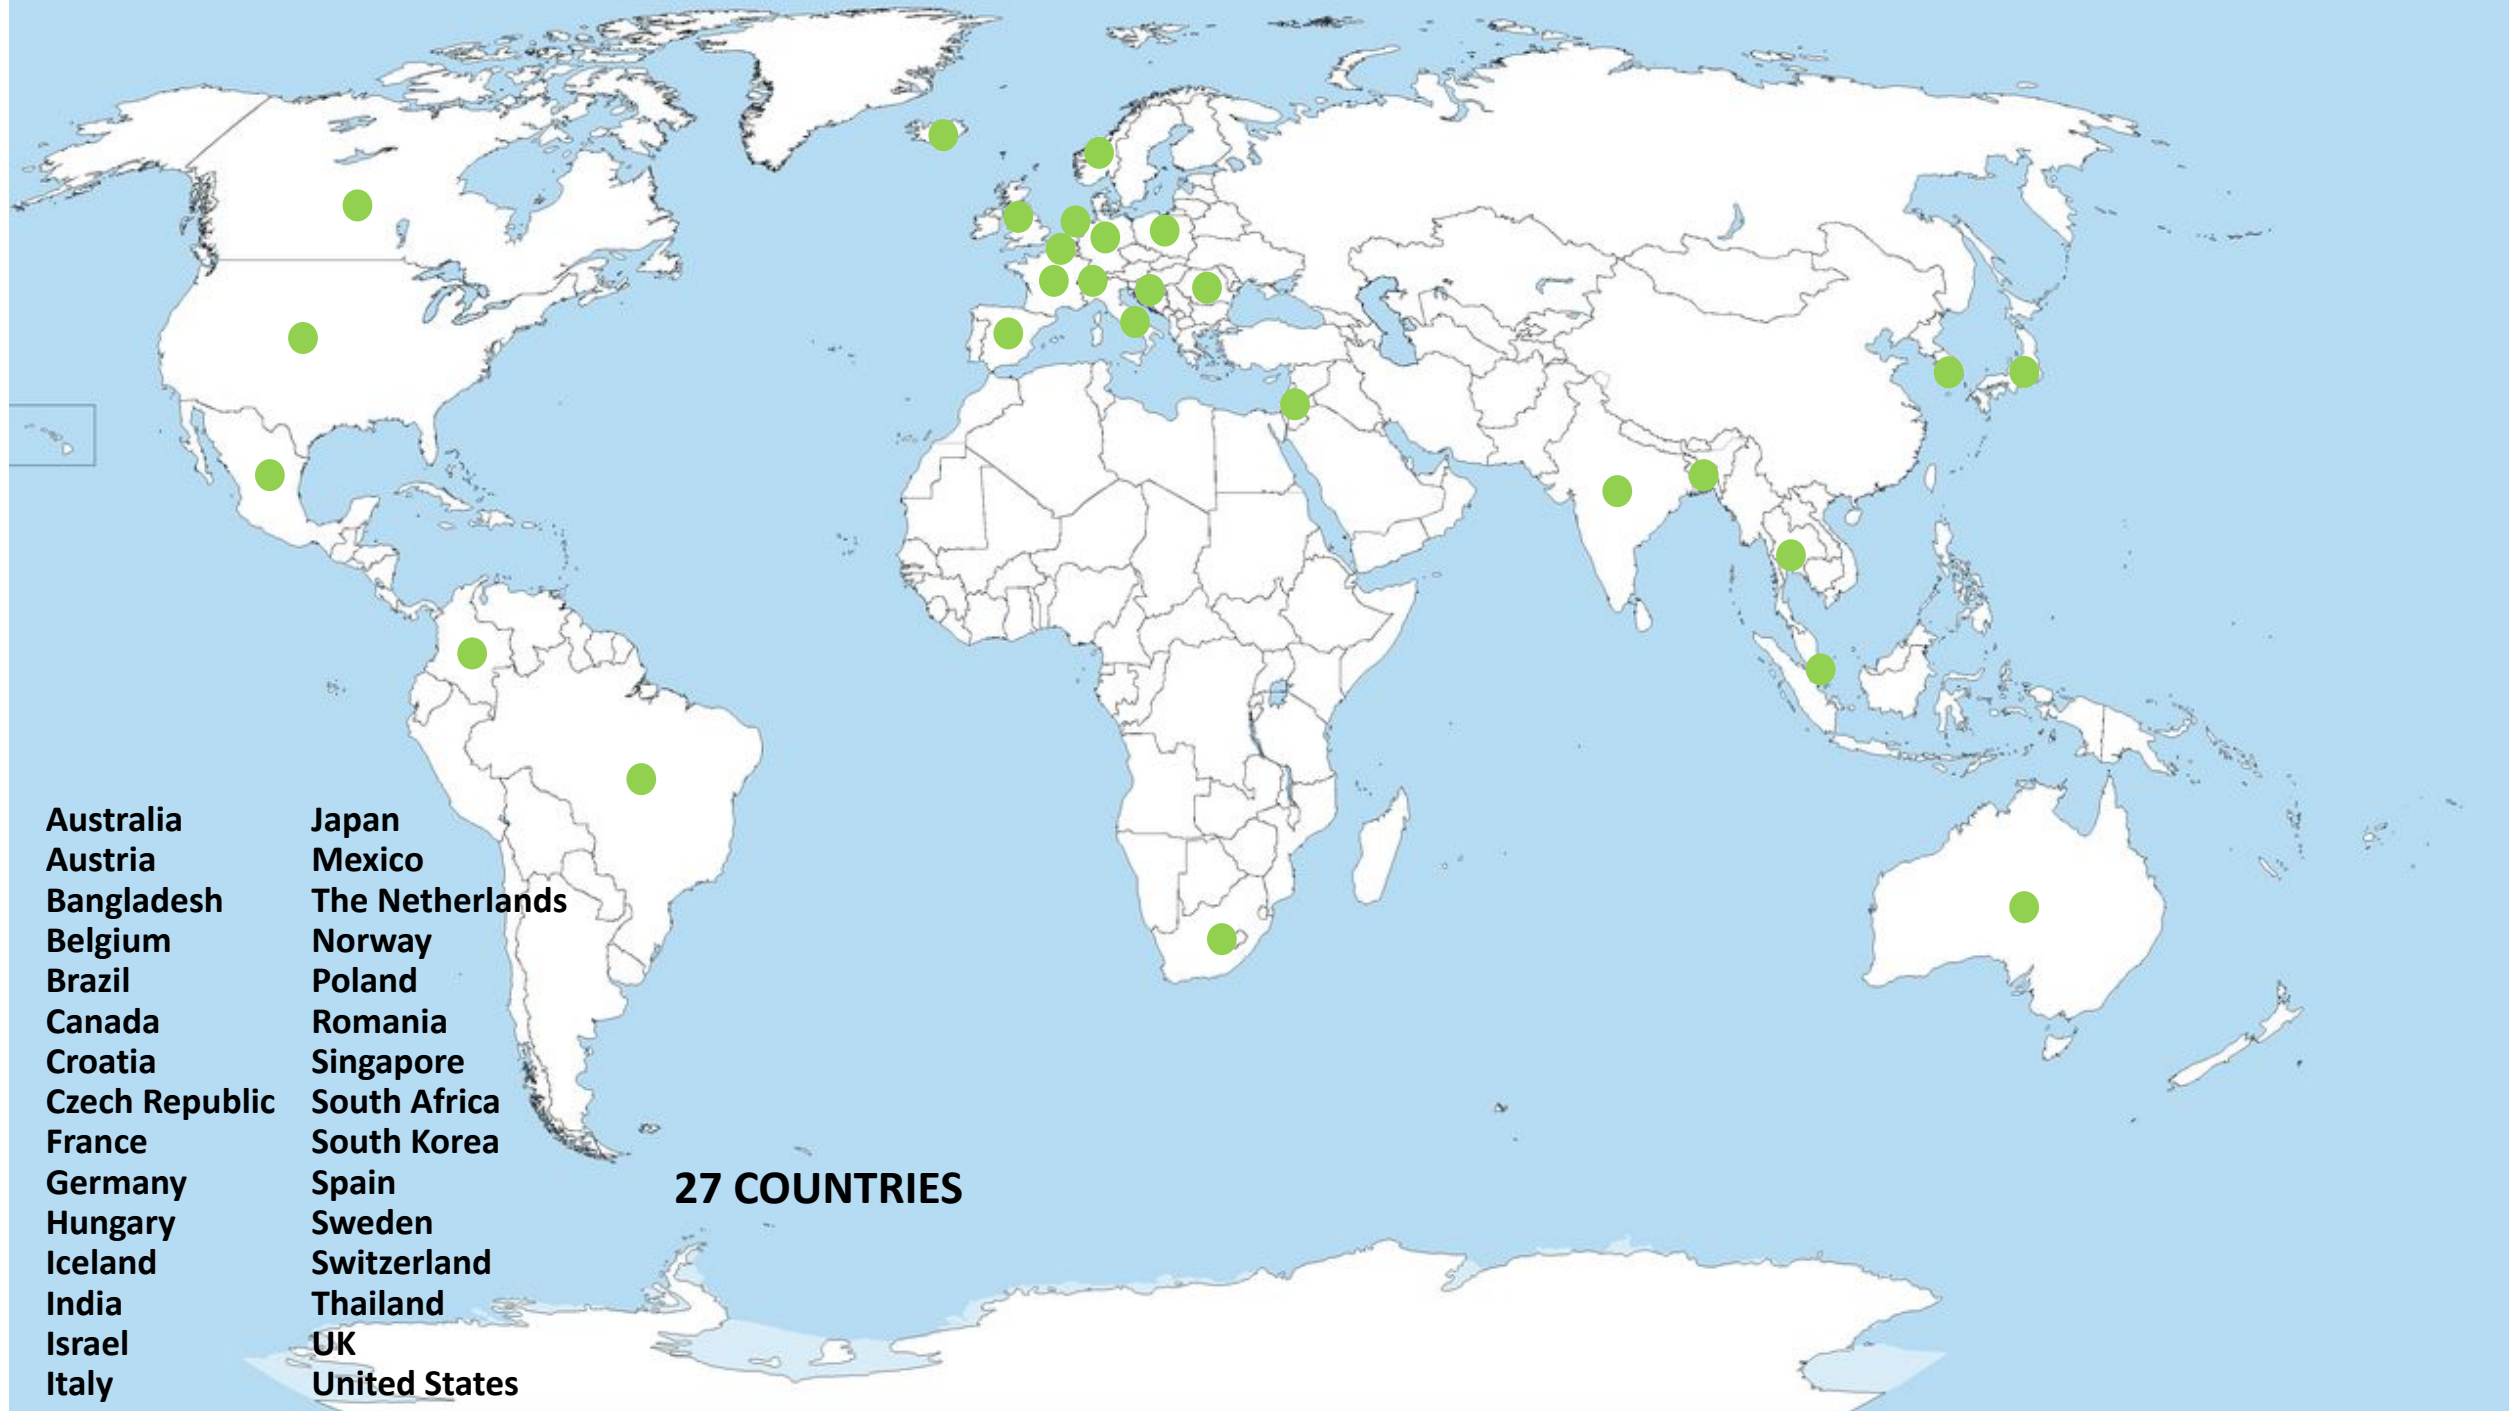 Australia
Austria
Bangladesh
Belgium
Brazil
Canada
Croatia
Czech Republic
France
Germany
Hungary
Iceland
India
Israel
Italy
Japan
Mexico
The Netherlands
Norway
Poland
Romania
Singapore
South Africa
South Korea
Spain
Sweden
Switzerland
Thailand
UK
United States
27 COUNTRIES